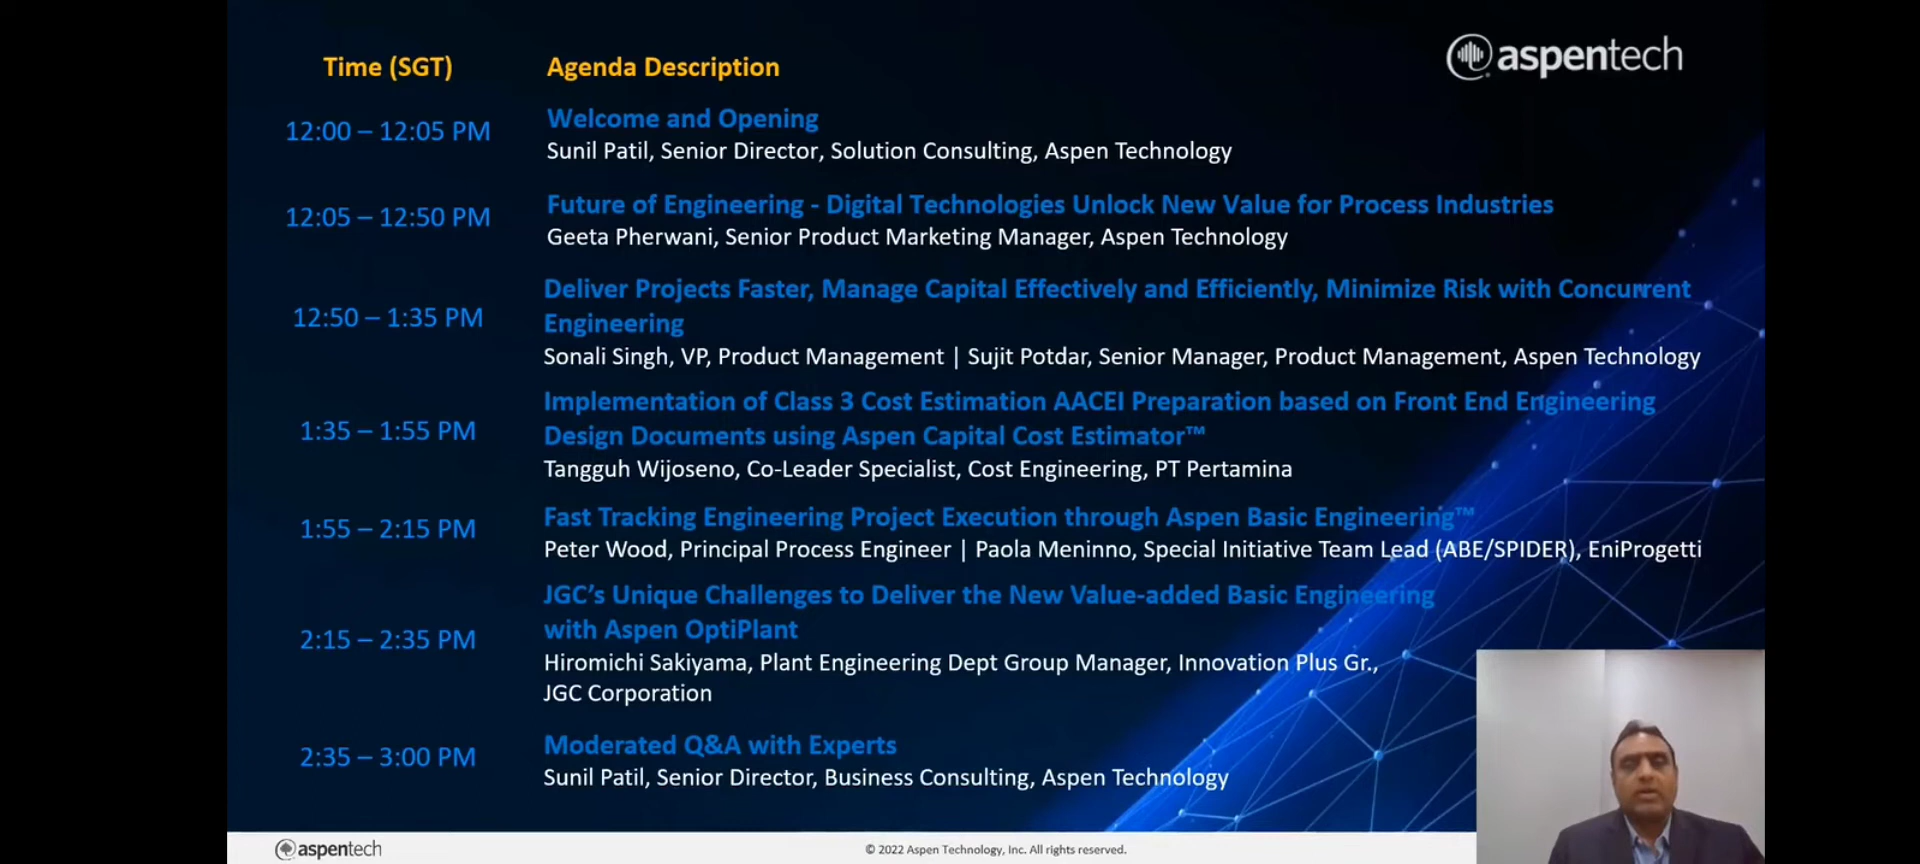 aspentech
Time (SGT) Agenda Description
12:00 – 12:05 PM
Welcome and Opening
Sunil Patil, Senior Director, Solution Consulting, Aspen Technology
12:05 – 12:50 PM
Future of Engineering - Digital Technologies Unlock New Value for Process Industries
Geeta Pherwani, Senior Product Marketing Manager, Aspen Technology
12:50 – 1:35 PM
Deliver Projects Faster, Manage Capital Effectively and Efficiently, Minimize Risk with Concurrent
Engineering
Sonali Singh, VP, Product Management | Sujit Potdar, Senior Manager, Product Management, Aspen Technology
1:35 – 1:55 PM
Implementation of Class 3 Cost Estimation AACEI Preparation based on Front End Engineering
Design Documents using Aspen Capital Cost Estimator™
Tangguh Wijoseno, Co-Leader Specialist, Cost Engineering, PT Pertamina
1:55 – 2:15 PM
Fast Tracking Engineering Project Execution through Aspen Basic Engineering™
Peter Wood, Principal Process Engineer | Paola Meninno, Special Initiative Team Lead (ABE/SPIDER), EniProgetti
2:15 – 2:35 PM
JGC’s Unique Challenges to Deliver the New Value-added Basic Engineering
with Aspen OptiPlant
Hiromichi Sakiyama, Plant Engineering Dept Group Manager, Innovation Plus Gr.,
JGC Corporation
2:35 – 3:00 PM
Moderated Q&A with Experts
Sunil Patil, Senior Director, Business Consulting, Aspen Technology
aspentech
© 2022 Aspen Technology, Inc. All rights reserved.